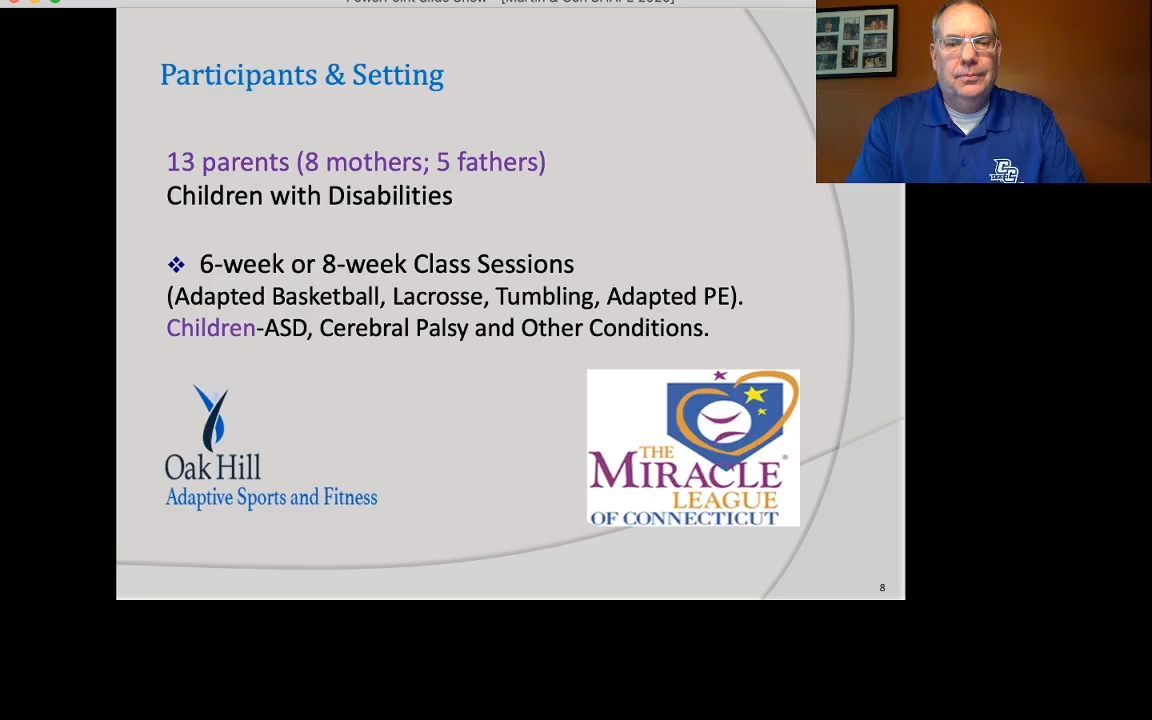 Participants & Setting
13 parents (8 mothers; 5 fathers)
Children with Disabilities
❖ 6-week or 8-week Class Sessions
(Adapted Basketball, Lacrosse, Tumbling, Adapted PE).
Children-ASD, Cerebral Palsy and Other Conditions.
Oak Hill
Adaptive Sports and Fitness
THE
MIRACLE
LEAGUE
OF CONNECTICUT
8